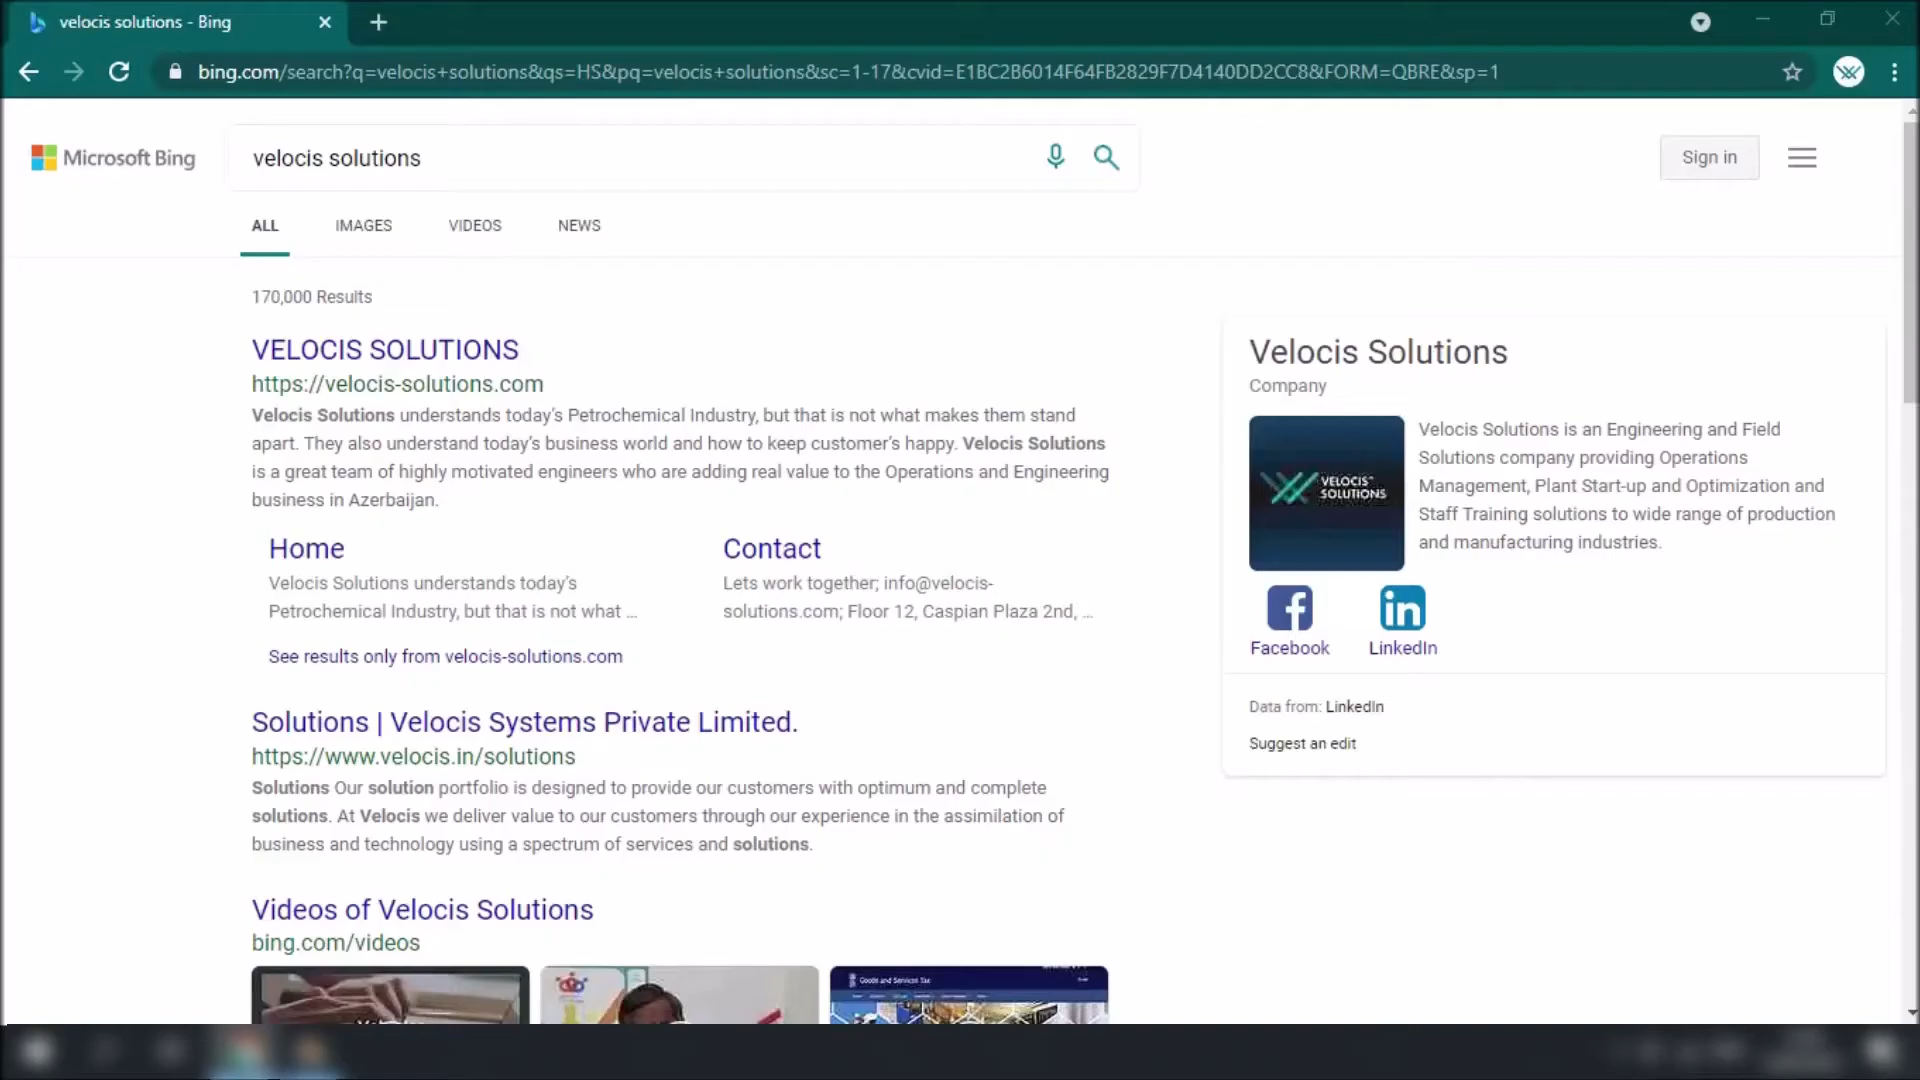 velocis solutions - Bing
bing.com/search?q=velocis+solutions&qs=HS&pq=velocis+solutions&sc=1-17&cvid=E1BC2B6014F64FB2829F7D4140DD2CC8&FORM=QBRE&sp=1
Microsoft Bing
velocis solutions
Sign in
ALL IMAGES VIDEOS NEWS
170,000 Results
VELOCIS SOLUTIONS
https://velocis-solutions.com
Velocis Solutions understands today's Petrochemical Industry, but that is not what makes them stand
apart. They also understand today's business world and how to keep customer's happy. Velocis Solutions
is a great team of highly motivated engineers who are adding real value to the Operations and Engineering
business in Azerbaijan.
Home
Velocis Solutions understands today's
Petrochemical Industry, but that is not what ...
Contact
Lets work together; info@velocis-
solutions.com; Floor 12, Caspian Plaza 2nd, ...
See results only from velocis-solutions.com
Solutions | Velocis Systems Private Limited.
https://www.velocis.in/solutions
Solutions Our solution portfolio is designed to provide our customers with optimum and complete
solutions. At Velocis we deliver value to our customers through our experience in the assimilation of
business and technology using a spectrum of services and solutions.
Videos of Velocis Solutions
bing.com/videos
Goods and Services Tax
Velocis Solutions
Company
VELOCIS
SOLUTIONS
Velocis Solutions is an Engineering and Field
Solutions company providing Operations
Management, Plant Start-up and Optimization and
Staff Training solutions to wide range of production
and manufacturing industries.
Facebook
LinkedIn
Data from: LinkedIn
Suggest an edit